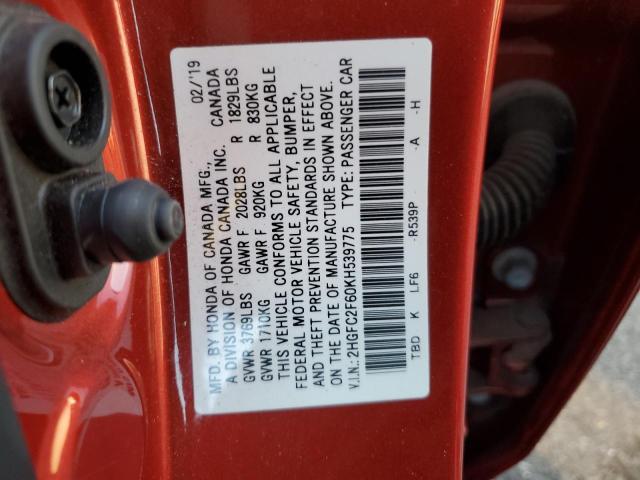 MFD. BY HONDA OF CANADA MFG., 02/'19
A DIVISION OF HONDA CANADA INC. CANADA
GVWR 3769LBS GAWR F 2028LBS R 1829LBS
GVWR 1710KG GAWR F 920KG R 830KG
THIS VEHICLE CONFORMS TO ALL APPLICABLE
FEDERAL MOTOR VEHICLE SAFETY, BUMPER,
AND THEFT PREVENTION STANDARDS IN EFFECT
ON THE DATE OF MANUFACTURE SHOWN ABOVE.
V.I.N.: 2HGFC2F60KH539775 TYPE: PASSENGER CAR
TBD K LF6 -R539P -A -H